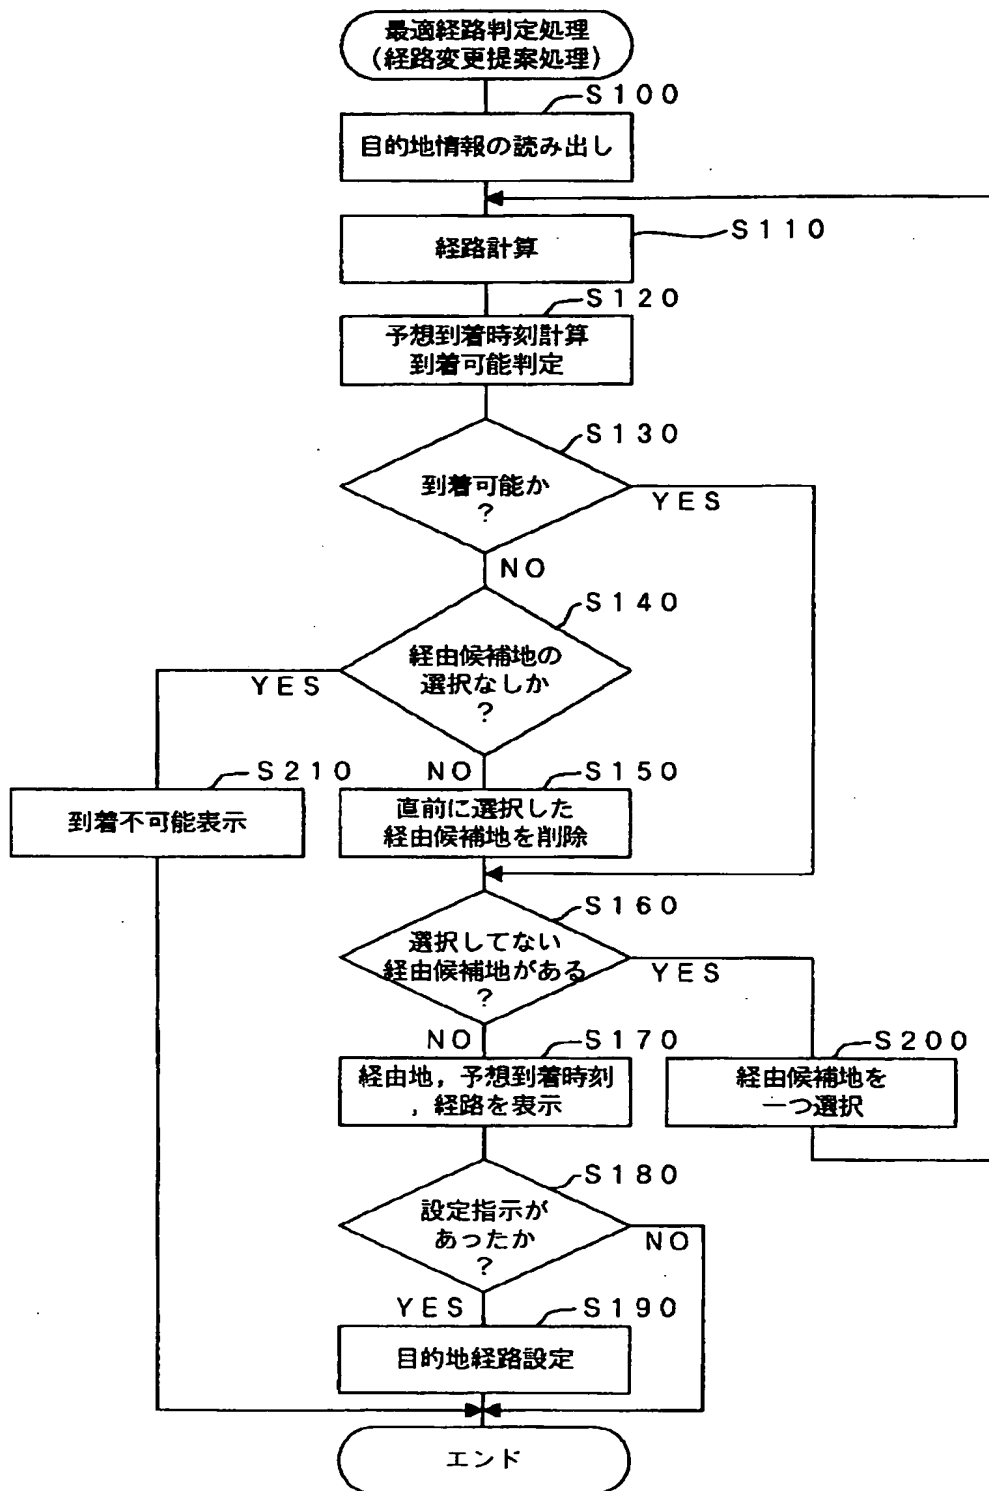 最適経路判定処理
(経路変更提案処理)
S100
目的地情報の読み出し
S110
経路計算
S120
予想到着時刻計算
到着可能判定
S130
到着可能か
?
YES
NO
S140
経由候補地の
選択なしか
?
YES
NO
S210
到着不可能表示
S150
直前に選択した
経由候補地を削除
S160
選択してない
経由候補地がある
?
YES
NO
S170
経由地,予想到着時刻
,経路を表示
S200
経由候補地を
一つ選択
S180
設定指示が
あったか
?
NO
YES
S190
目的地経路設定
エンド